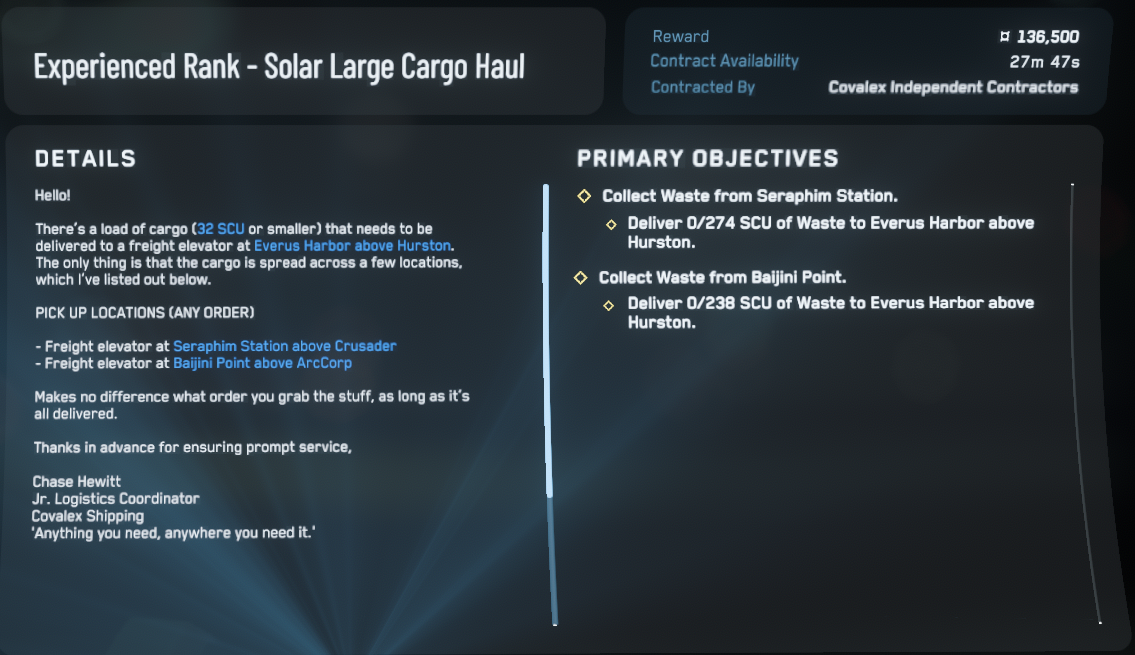 Experienced Rank - Solar Large Cargo Haul
Reward ¤ 136,500
Contract Availability 27m 47s
Contracted By Covalex Independent Contractors
DETAILS
Hello!
There's a load of cargo (32 SCU or smaller) that needs to be
delivered to a freight elevator at Everus Harbor above Hurston.
The only thing is that the cargo is spread across a few locations,
which I've listed out below.
PICK UP LOCATIONS (ANY ORDER)
- Freight elevator at Seraphim Station above Crusader
- Freight elevator at Baijini Point above ArcCorp
Makes no difference what order you grab the stuff, as long as it's
all delivered.
Thanks in advance for ensuring prompt service,
Chase Hewitt
Jr. Logistics Coordinator
Covalex Shipping
'Anything you need, anywhere you need it.'
PRIMARY OBJECTIVES
Collect Waste from Seraphim Station.
Deliver 0/274 SCU of Waste to Everus Harbor above
Hurston.
Collect Waste from Baijini Point.
Deliver 0/238 SCU of Waste to Everus Harbor above
Hurston.